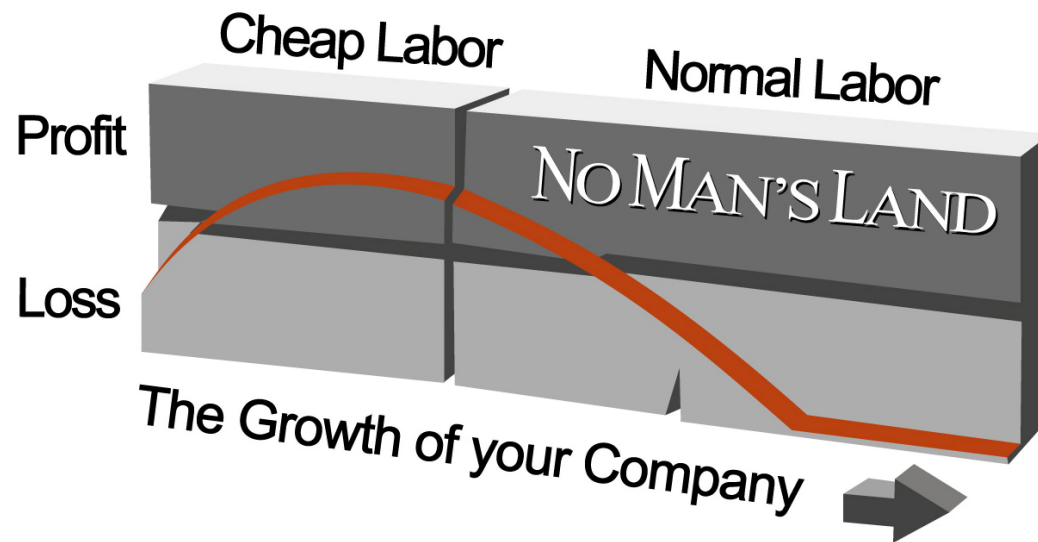 Cheap Labor
Normal Labor
Profit
NO MAN'S LAND
Loss
The Growth of your Company